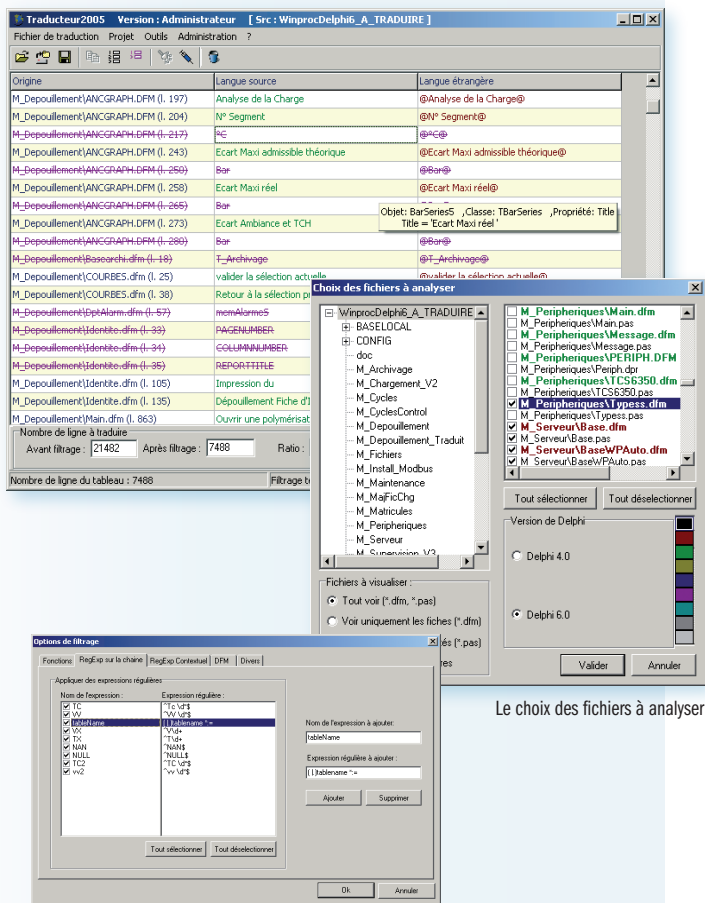 Traducteur2005 Version : Administrateur [ Src : WinprocDelphi6_A_TRADUIRE ]
Fichier de traduction Projet Outils Administration ?
Origine Langue source Langue étrangère
M_Depouillement\ANCGRAPH.DFM (l. 197) Analyse de la Charge @Analyse de la Charge@
M_Depouillement\ANCGRAPH.DFM (l. 204) N° Segment @N° Segment@
M_Depouillement\ANCGRAPH.DFM (l. 217) °C @°C@
M_Depouillement\ANCGRAPH.DFM (l. 243) Ecart Maxi admissible théorique @Ecart Maxi admissible théorique@
M_Depouillement\ANCGRAPH.DFM (l. 250) Bar @Bar@
M_Depouillement\ANCGRAPH.DFM (l. 258) Ecart Maxi réel @Ecart Maxi réel@
M_Depouillement\ANCGRAPH.DFM (l. 265) Bar
Objet: BarSeries5 ,Classe: TBarSeries ,Propriété: Title
Title = 'Ecart Maxi réel '
M_Depouillement\ANCGRAPH.DFM (l. 273) Ecart Ambiance et TCH
M_Depouillement\ANCGRAPH.DFM (l. 280) Bar @Bar@
M_Depouillement\Basearchi.dfm (l. 18) T_Archivage @T_Archivage@
M_Depouillement\COURBES.dfm (l. 25) valider la sélection actuelle @valider la sélection actuelle@
M_Depouillement\COURBES.dfm (l. 38) Retour à la sélection
M_Depouillement\DptAlarm.dfm (l. 57) memAlarme5
M_Depouillement\Identite.dfm (l. 33) PAGENUMBER
M_Depouillement\Identite.dfm (l. 34) COLUMNNUMBER
M_Depouillement\Identite.dfm (l. 35) REPORTTITLE
M_Depouillement\Identite.dfm (l. 105) Impression du
M_Depouillement\Identite.dfm (l. 135) Dépouillement Fiche
M_Depouillement\Main.dfm (l. 863) Ouvrir une
Nombre de ligne à traduire
Avant filtrage : 21482 Après filtrage : 7488 Ratio :
Nombre de ligne du tableau : 7488 Filtrage
Choix des fichiers à analyser
WinprocDelphi6_A_TRADUIRE
BASELOCAL
CONFIG
doc
M_Archivage
M_Chargement_V2
M_Cycles
M_CyclesControl
M_Depouillement
M_Depouillement_Traduit
M_Fichiers
M_Install_Modbus
M_Maintenance
M_MajFicChg
M_Matricules
M_Peripheriques
M_Serveur
M_Supervision_V3
M_Peripheriques\Main.dfm
M_Peripheriques\Main.pas
M_Peripheriques\Message.dfm
M_Peripheriques\Message.pas
M_Peripheriques\PERIPH.DFM
M_Peripheriques\Periph.dpr
M_Peripheriques\TCS6350.dfm
M_Peripheriques\TCS6350.pas
M_Peripheriques\Typess.dfm
M_Peripheriques\Typess.pas
M_Serveur\Base.dfm
M_Serveur\Base.pas
M_Serveur\BaseWPAuto.dfm
M_Serveur\BaseWPAuto.pas
Tout sélectionner Tout déselectionner
Version de Delphi
Delphi 4.0
Delphi 6.0
Fichiers à visualiser :
Tout voir (*.dfm, *.pas)
Voir uniquement les fiches (*.dfm)
(*.pas)
Valider Annuler
Le choix des fichiers à analyser
Options de filtrage
Fonctions RegExp sur la chaine RegExp Contextuel DFM Divers
Appliquer des expressions régulières
Nom de l'expression : Expression régulière :
TC ^Tc \d*$
VV ^VV \d*$
tableName [ ].]tablename *:=
VX ^V\d+
TX ^T\d+
NAN ^NAN$
NULL ^NULL$
TC2 ^TC \d*$
vv2 ^vv \d*$
Tout sélectionner Tout déselectionner
Nom de l'expression à ajouter:
tableName
Expression régulière à ajouter :
[ ].]tablename *:=
Ajouter Supprimer
Ok Annuler